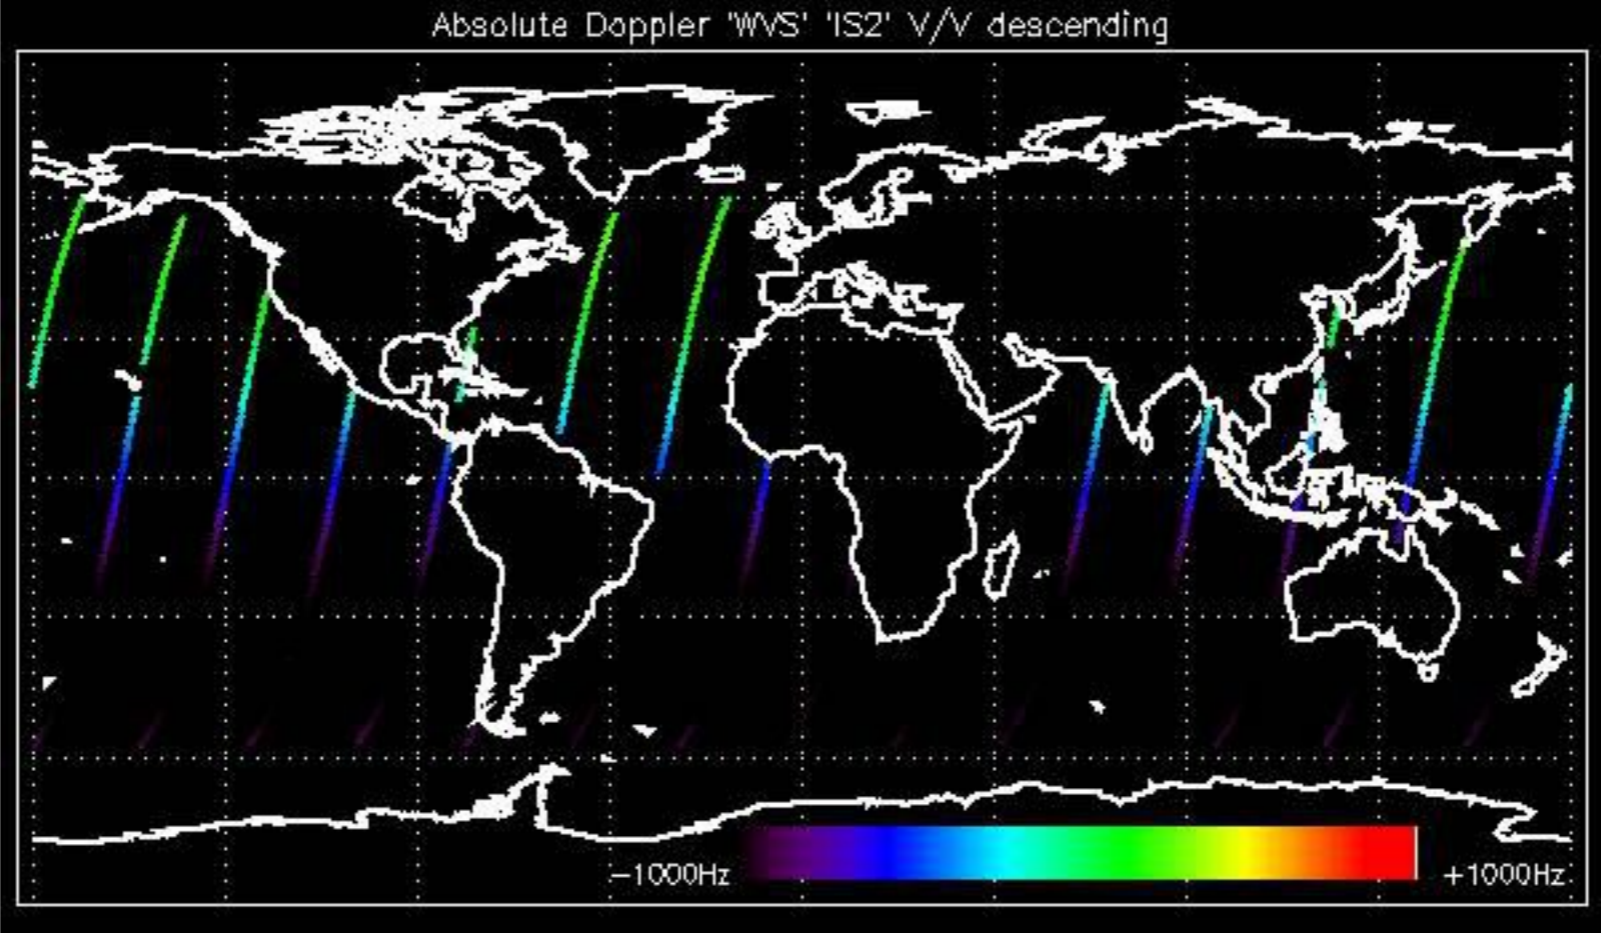 Absolute Doppler 'WVS' 'IS2' V/V descending
−1000Hz +1000Hz